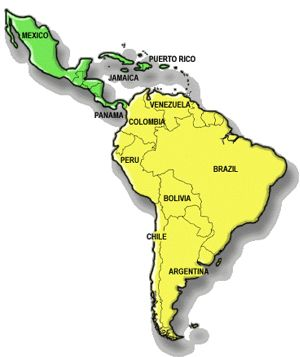 MEXICO
PUERTO RICO
JAMAICA
VENEZUELA
PANAMA
COLOMBIA
PERU
BRAZIL
BOLIVIA
CHILE
ARGENTINA